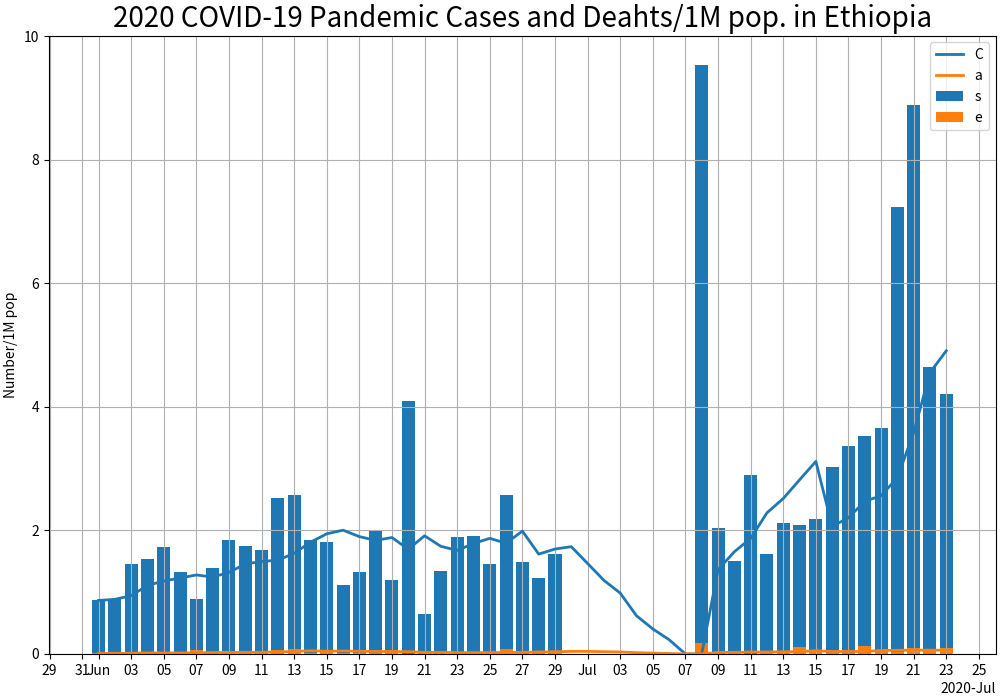 2020 COVID-19 Pandemic Cases and Deahts/1M pop. in Ethiopia
10
8
6
4
2
0
Number/1M pop
C
a
s
e
29 31 Jun 03 05 07 09 11 13 15 17 19 21 23 25 27 29 Jul 03 05 07 09 11 13 15 17 19 21 23 25
2020-Jul